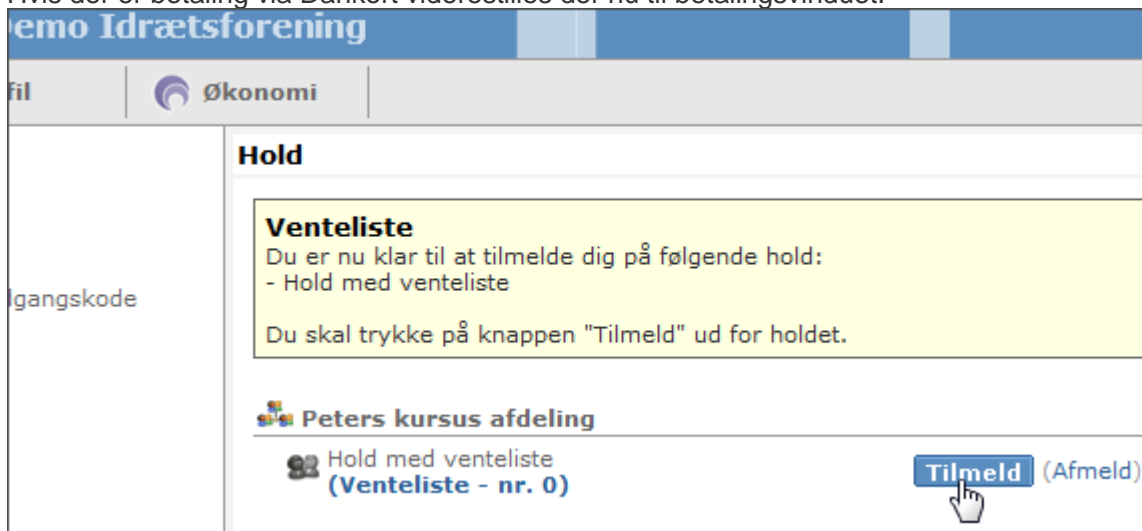 emo Idrætsforening
fil
Økonomi
Hold
Venteliste
Du er nu klar til at tilmelde dig på følgende hold:
- Hold med venteliste
lgangskode
Du skal trykke på knappen "Tilmeld" ud for holdet.
Peters kursus afdeling
Hold med venteliste
(Venteliste - nr. 0)
Tilmeld (Afmeld)